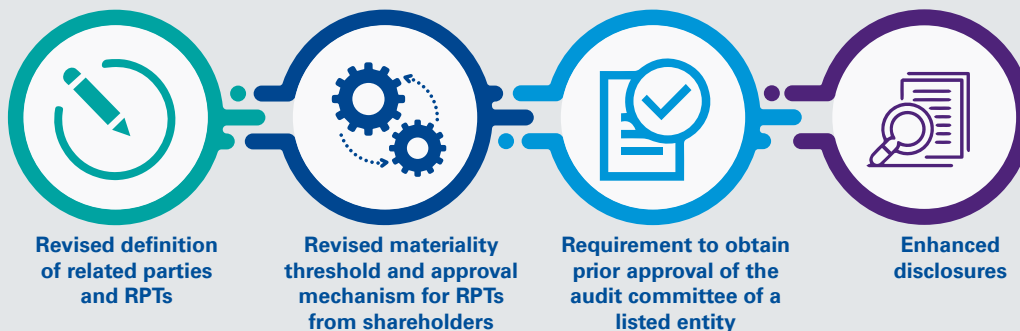 Revised definition
of related parties
and RPTs
Revised materiality
threshold and approval
mechanism for RPTs
from shareholders
Requirement to obtain
prior approval of the
audit committee of a
listed entity
Enhanced
disclosures